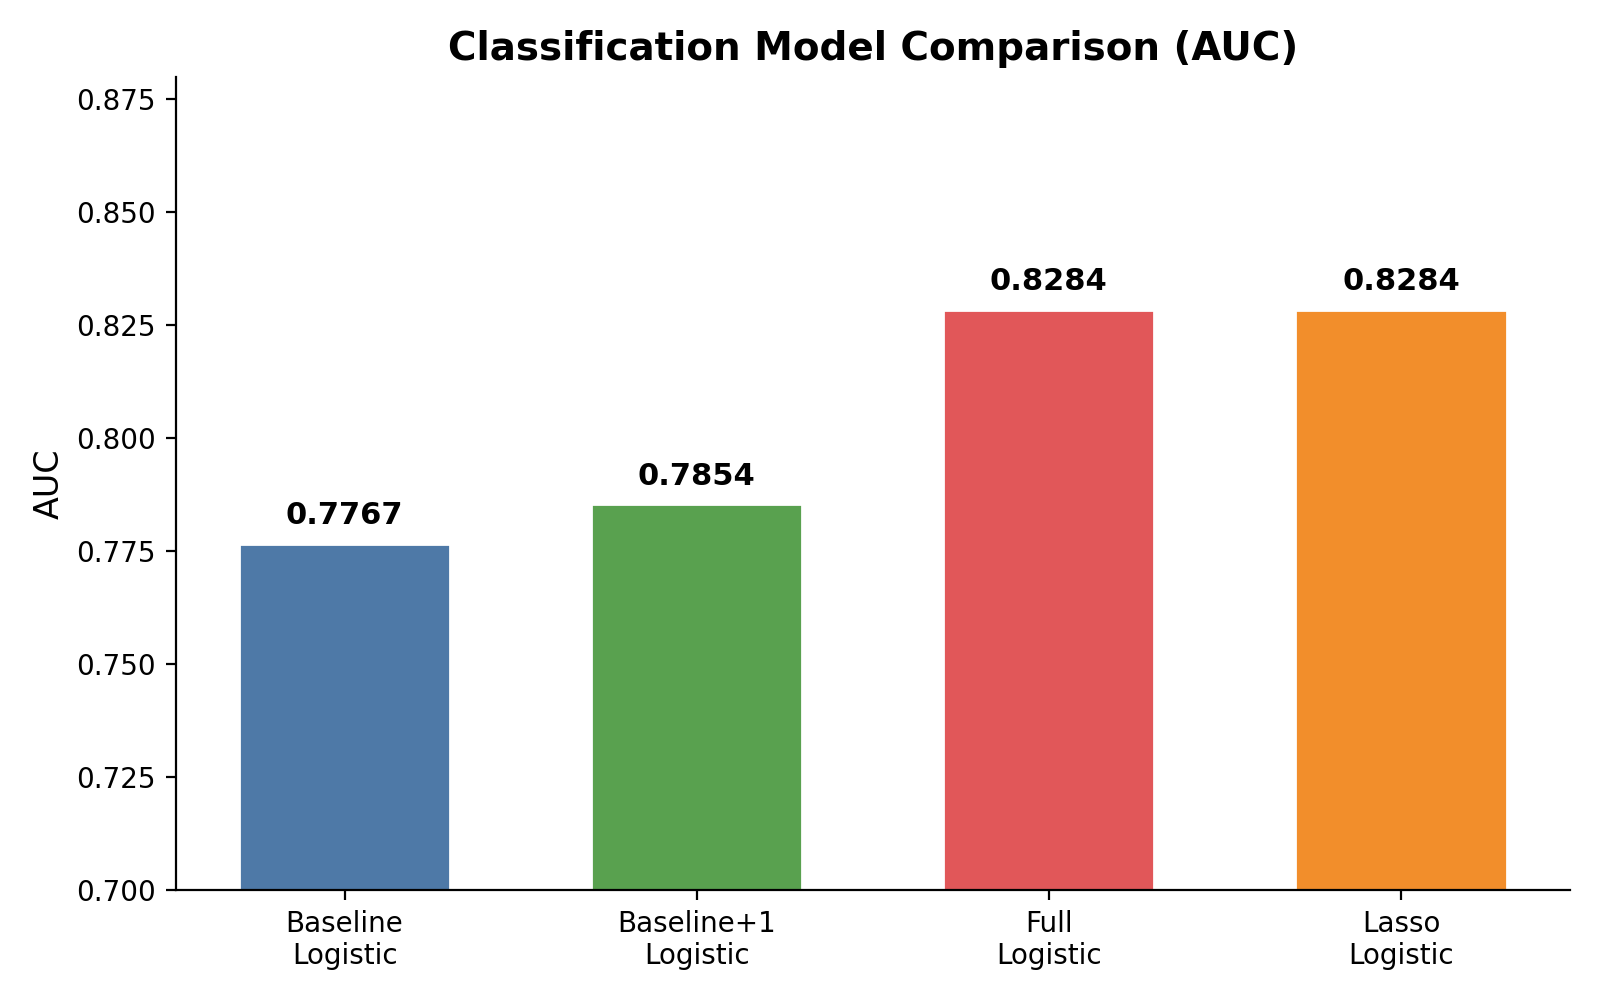 Classification Model Comparison (AUC)
0.875
0.850
0.825
0.800
0.775
0.750
0.725
0.700
AUC
0.7767
0.7854
0.8284
0.8284
Baseline
Logistic
Baseline+1
Logistic
Full
Logistic
Lasso
Logistic